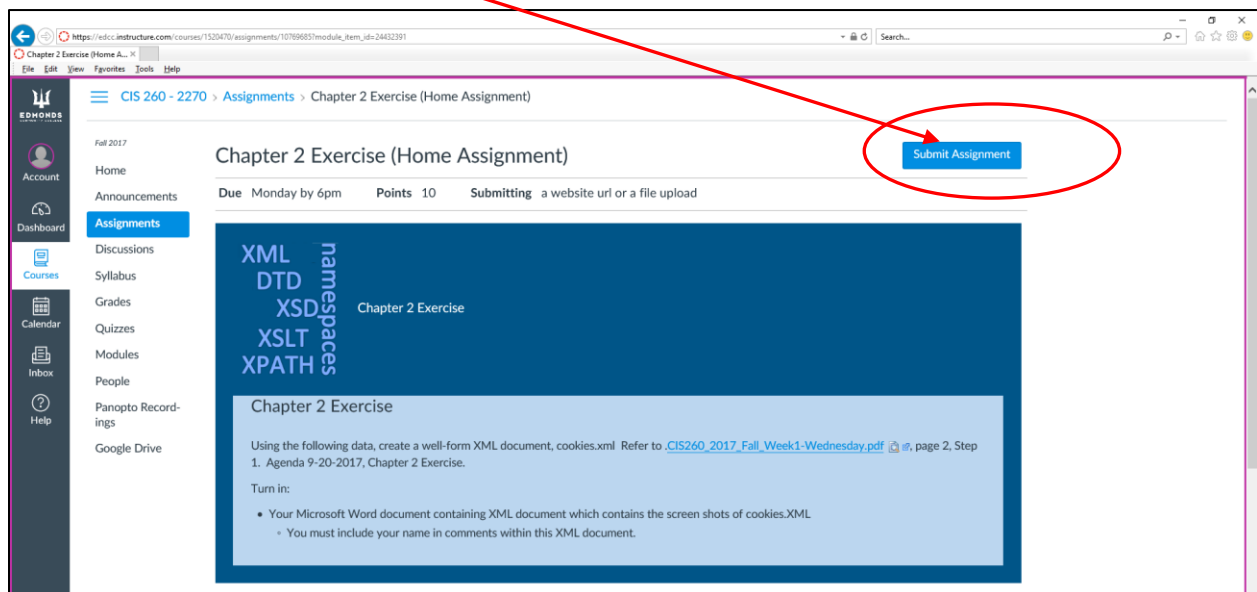 https://edcc.instructure.com/courses/1520470/assignments/10769685?module_item_id=24432391
Search...
Chapter 2 Exercise (Home A...
File Edit View Favorites Tools Help
EDMONDS
CIS 260 - 2270 > Assignments > Chapter 2 Exercise (Home Assignment)
Account
Dashboard
Courses
Calendar
Inbox
Help
Fall 2017
Home
Announcements
Assignments
Discussions
Syllabus
Grades
Quizzes
Modules
People
Panopto Record-
ings
Google Drive
Chapter 2 Exercise (Home Assignment)
Submit Assignment
Due Monday by 6pm Points 10 Submitting a website url or a file upload
XML
DTD
XSD
XSLT
XPATH
namespaces
Chapter 2 Exercise
Chapter 2 Exercise
Using the following data, create a well-form XML document, cookies.xml Refer to .CIS260_2017_Fall_Week1-Wednesday.pdf , page 2, Step
1. Agenda 9-20-2017, Chapter 2 Exercise.
Turn in:
• Your Microsoft Word document containing XML document which contains the screen shots of cookies.XML
◦ You must include your name in comments within this XML document.